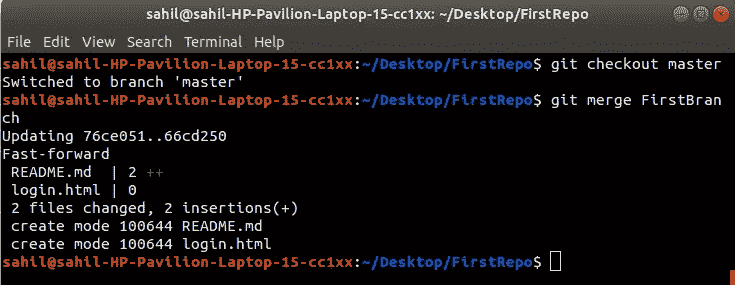 sahil@sahil-HP-Pavilion-Laptop-15-cc1xx: ~/Desktop/FirstRepo
File Edit View Search Terminal Help
sahil@sahil-HP-Pavilion-Laptop-15-cc1xx:~/Desktop/FirstRepo$ git checkout master
Switched to branch 'master'
sahil@sahil-HP-Pavilion-Laptop-15-cc1xx:~/Desktop/FirstRepo$ git merge FirstBran
ch
Updating 76ce051..66cd250
Fast-forward
 README.md  | 2 ++
 login.html | 0
 2 files changed, 2 insertions(+)
 create mode 100644 README.md
 create mode 100644 login.html
sahil@sahil-HP-Pavilion-Laptop-15-cc1xx:~/Desktop/FirstRepo$